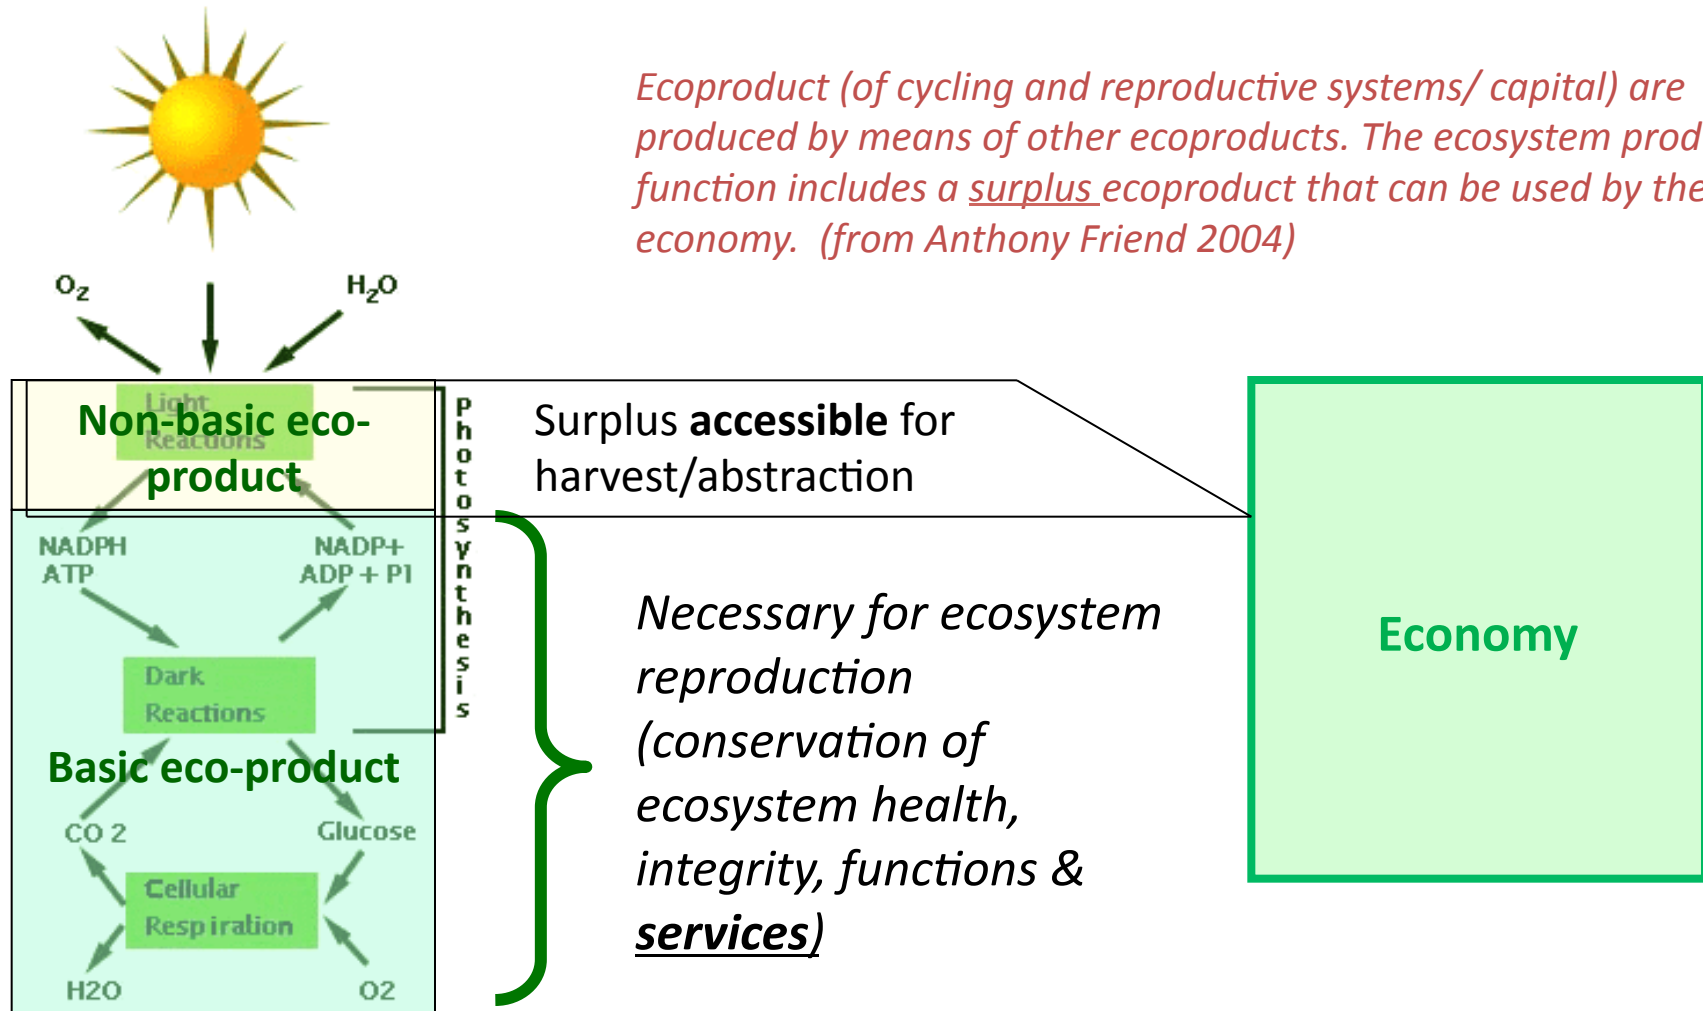 Ecoproduct (of cycling and reproductive systems/ capital) are
produced by means of other ecoproducts. The ecosystem prod
function includes a surplus ecoproduct that can be used by the
economy. (from Anthony Friend 2004)
O2
H2O
Light
Reactions
Non-basic eco-
product
Photosynthesis
Surplus accessible for
harvest/abstraction
NADPH
ATP
NADP+
ADP + P1
Necessary for ecosystem
reproduction
(conservation of
ecosystem health,
integrity, functions &
services)
Economy
Dark
Reactions
Basic eco-product
CO 2
Glucose
Cellular
Respiration
H2O
O2